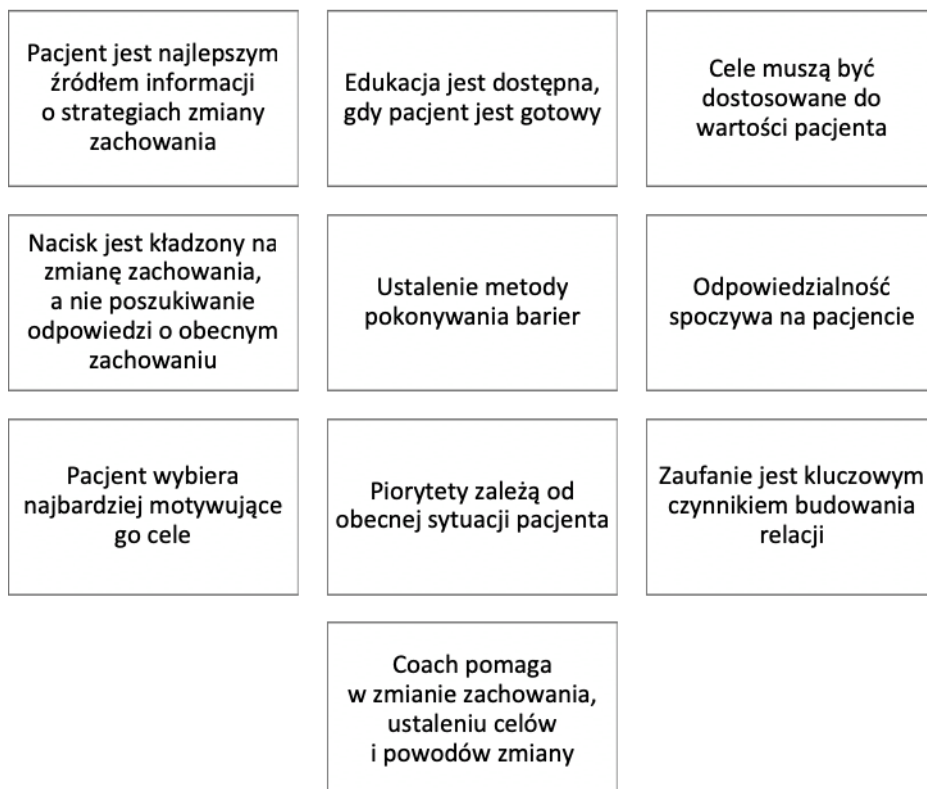 Pacjent jest najlepszym
źródłem informacji
o strategiach zmiany
zachowania
Edukacja jest dostępna,
gdy pacjent jest gotowy
Cele muszą być
dostosowane do
wartości pacjenta
Nacisk jest kładzony na
zmianę zachowania,
a nie poszukiwanie
odpowiedzi o obecnym
zachowaniu
Ustalenie metody
pokonywania barier
Odpowiedzialność
spoczywa na pacjencie
Pacjent wybiera
najbardziej motywujące
go cele
Piorytety zależą od
obecnej sytuacji pacjenta
Zaufanie jest kluczowym
czynnikiem budowania
relacji
Coach pomaga
w zmianie zachowania,
ustaleniu celów
i powodów zmiany